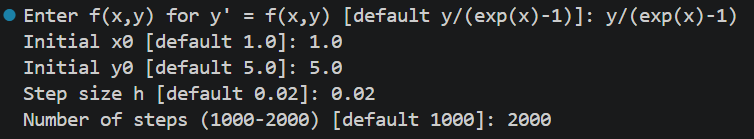 Enter f(x,y) for y' = f(x,y) [default y/(exp(x)-1)]: y/(exp(x)-1)
Initial x0 [default 1.0]: 1.0
Initial y0 [default 5.0]: 5.0
Step size h [default 0.02]: 0.02
Number of steps (1000-2000) [default 1000]: 2000